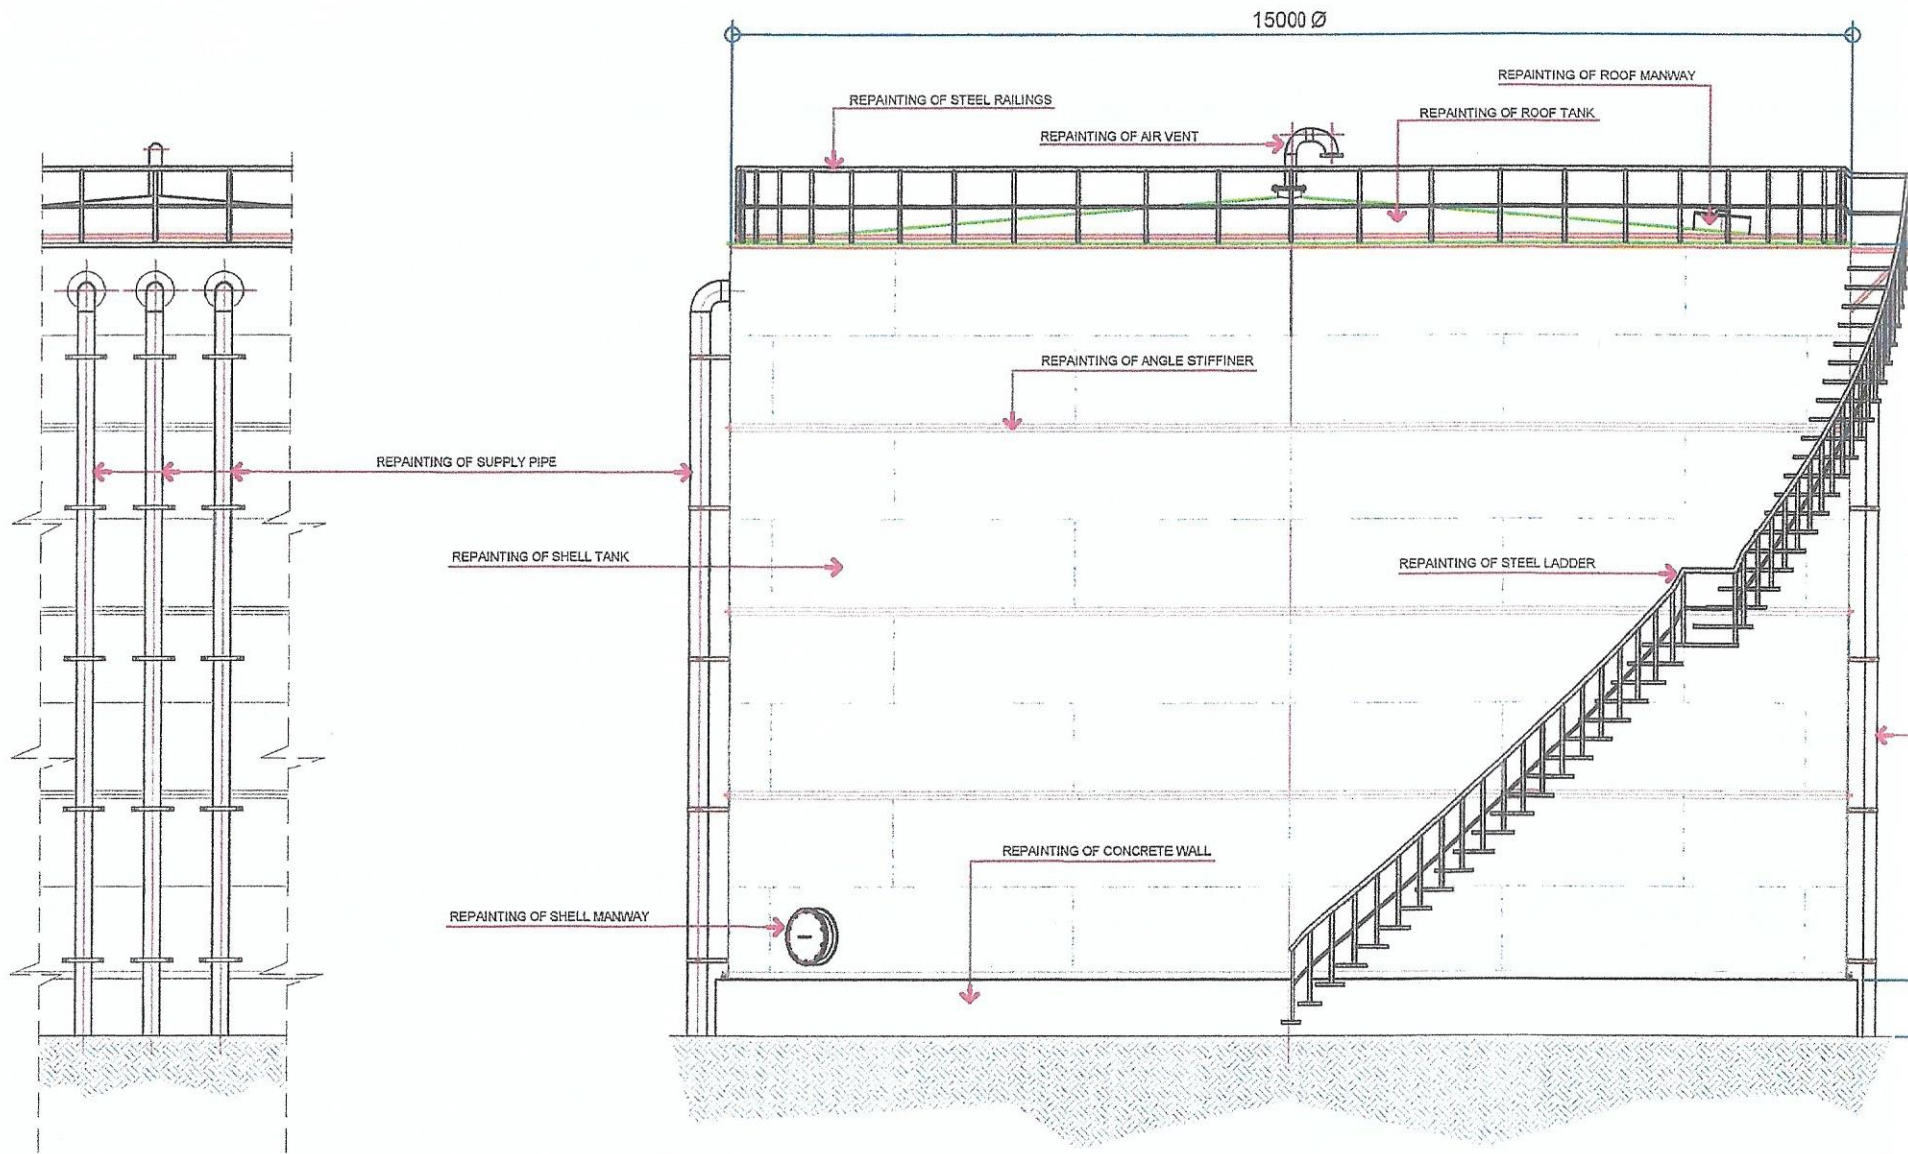 15000 Ø
REPAINTING OF ROOF MANWAY
REPAINTING OF STEEL RAILINGS
REPAINTING OF ROOF TANK
REPAINTING OF AIR VENT
REPAINTING OF ANGLE STIFFINER
REPAINTING OF SUPPLY PIPE
REPAINTING OF SHELL TANK
REPAINTING OF STEEL LADDER
REPAINTING OF CONCRETE WALL
REPAINTING OF SHELL MANWAY